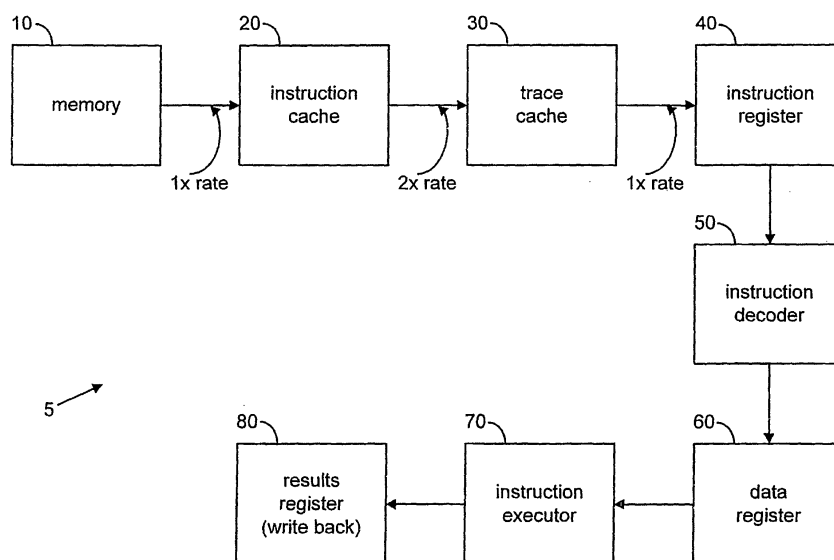 10
20
30
40
memory
instruction
cache
trace
cache
instruction
register
1x rate
2x rate
1x rate
50
instruction
decoder
5
80
70
60
results
register
(write back)
instruction
executor
data
register